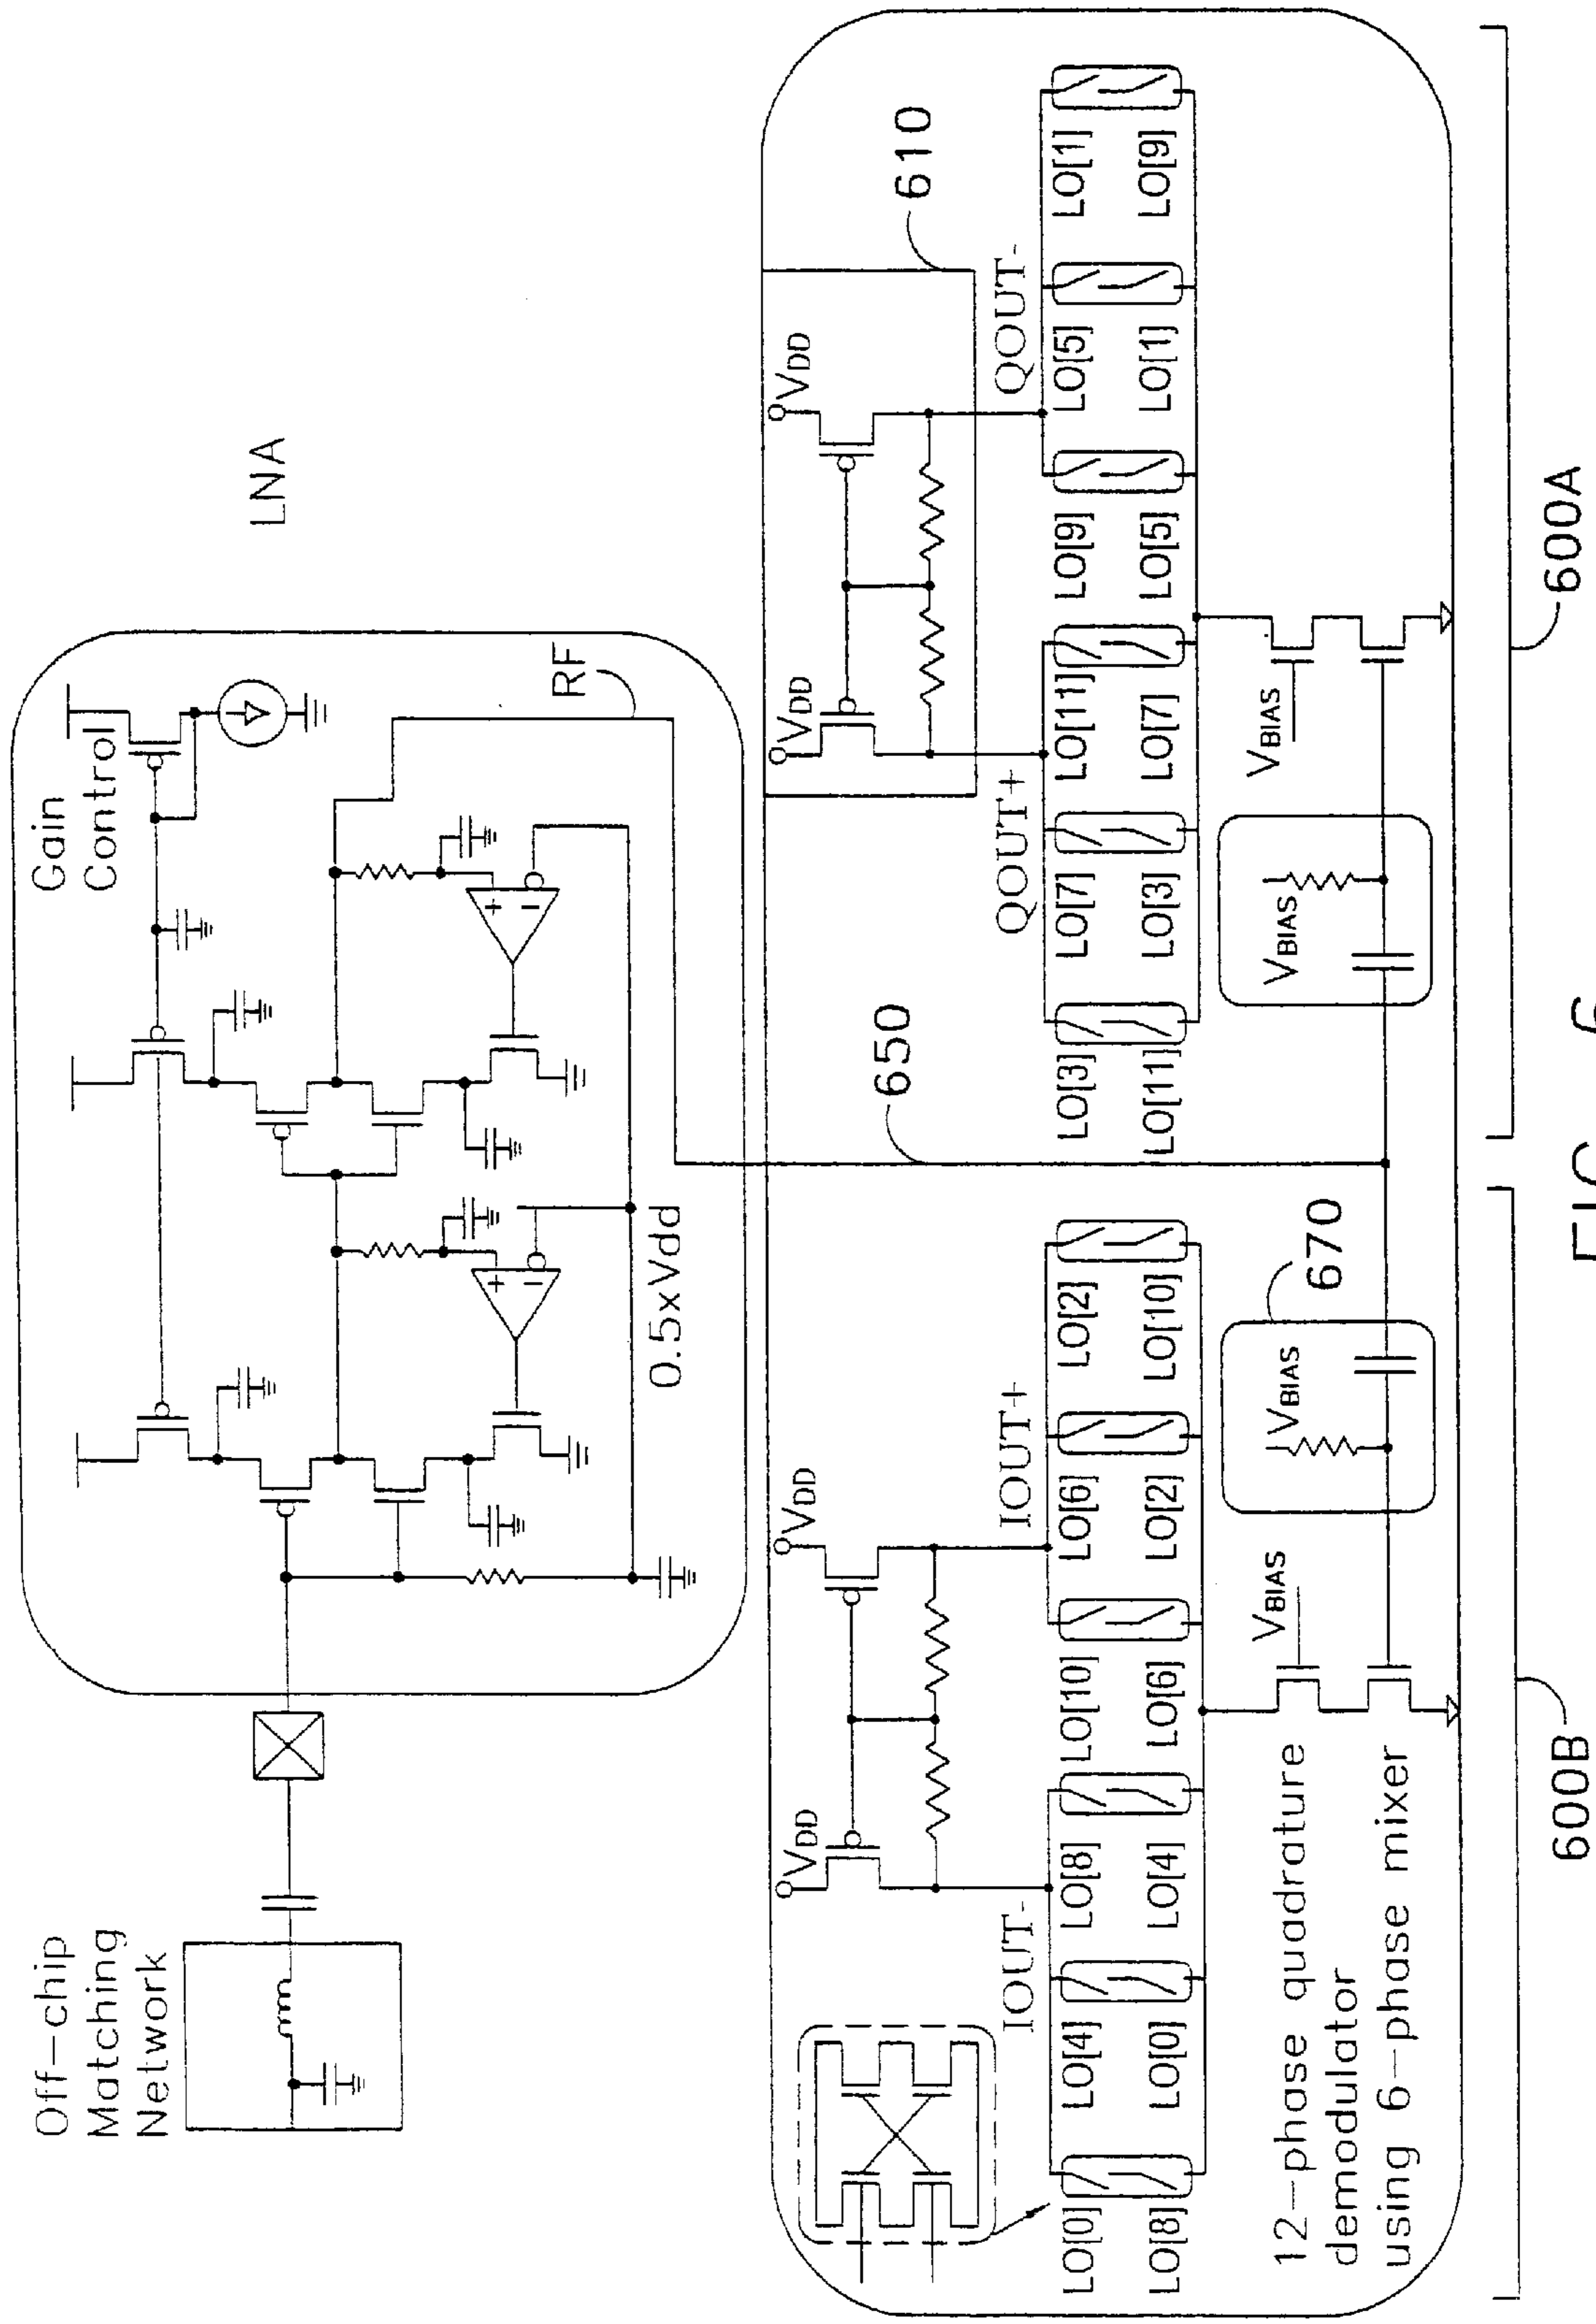 Off-chip
Matching
Network
Gain
Control
LNA
RF
+
-
+
-
0.5xVdd
650
610
VDD
VDD
VDD
VDD
IOUT-
IOUT+
QOUT+
QOUT-
LO[0]
LO[4]
LO[8]
LO[10]
LO[6]
LO[2]
LO[3]
LO[7]
LO[11]
LO[9]
LO[5]
LO[1]
LO[8]
LO[0]
LO[4]
LO[6]
LO[2]
LO[10]
LO[11]
LO[3]
LO[7]
LO[5]
LO[1]
LO[9]
12-phase quadrature
demodulator
using 6-phase mixer
VBIAS
VBIAS
670
VBIAS
VBIAS
600B
600A
FIG. 6